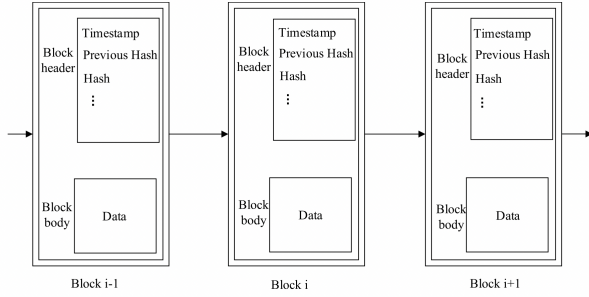 Block
header
Timestamp
Previous Hash
Hash
⋮
Block
body
Data
Block i-1
Block
header
Timestamp
Previous Hash
Hash
⋮
Block
body
Data
Block i
Block
header
Timestamp
Previous Hash
Hash
⋮
Block
body
Data
Block i+1